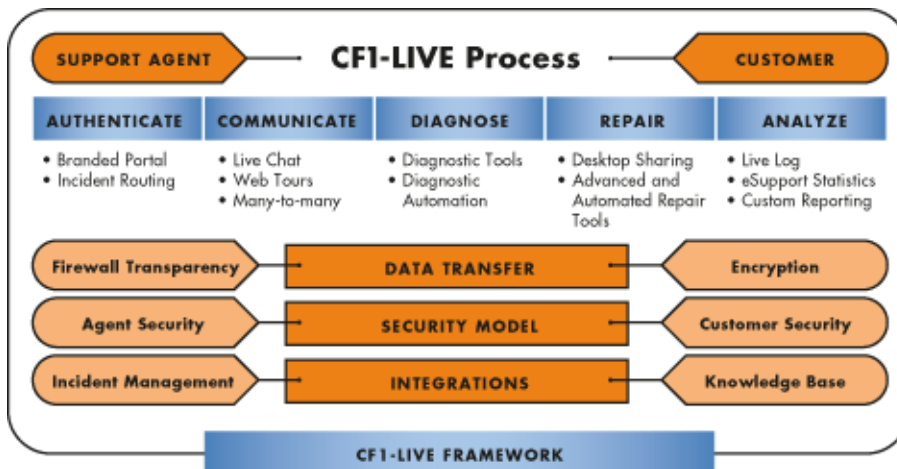 SUPPORT AGENT
CF1-LIVE Process
CUSTOMER
AUTHENTICATE
COMMUNICATE
DIAGNOSE
REPAIR
ANALYZE
• Branded Portal
• Incident Routing
• Live Chat
• Web Tours
• Many-to-many
• Diagnostic Tools
• Diagnostic
Automation
• Desktop Sharing
• Advanced and
Automated Repair
Tools
• Live Log
• eSupport Statistics
• Custom Reporting
Firewall Transparency
DATA TRANSFER
Encryption
Agent Security
SECURITY MODEL
Customer Security
Incident Management
INTEGRATIONS
Knowledge Base
CF1-LIVE FRAMEWORK